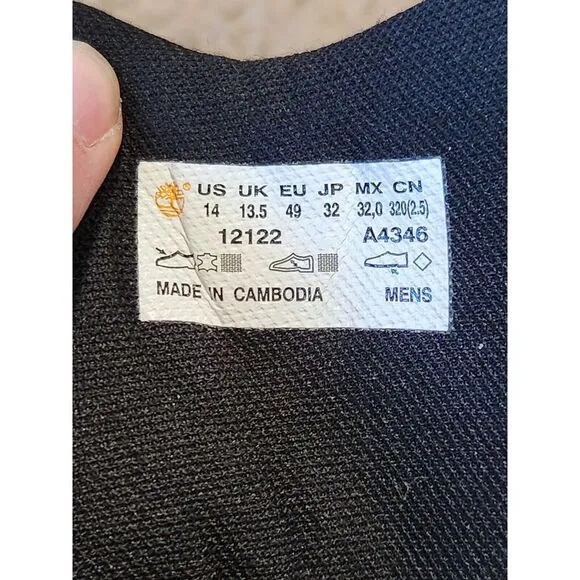 US UK EU JP MX CN
14 13.5 49 32 32,0 320(2.5)
12122 A4346
MADE IN CAMBODIA MENS